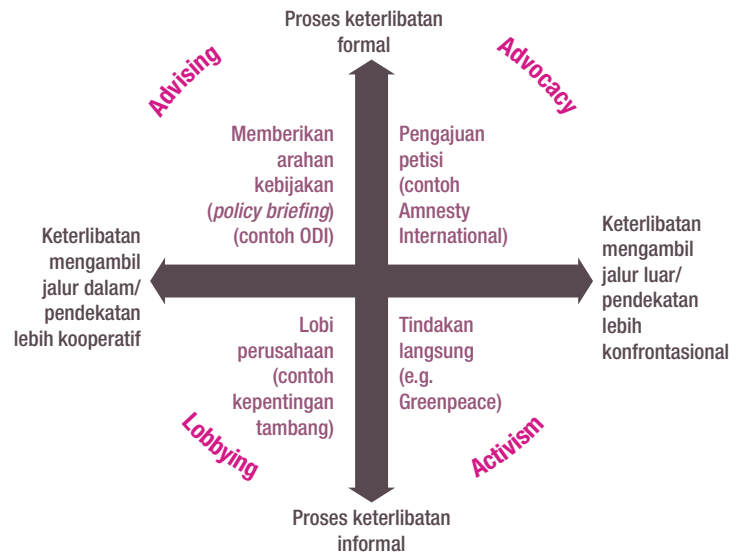 Proses keterlibatan
formal
Advising
Advocacy
Memberikan
arahan
kebijakan
(policy briefing)
(contoh ODI)
Pengajuan
petisi
(contoh
Amnesty
International)
Keterlibatan
mengambil
jalur dalam/
pendekatan
lebih kooperatif
Keterlibatan
mengambil
jalur luar/
pendekatan
lebih
konfrontasional
Lobi
perusahaan
(contoh
kepentingan
tambang)
Tindakan
langsung
(e.g.
Greenpeace)
Lobbying
Activism
Proses keterlibatan
informal